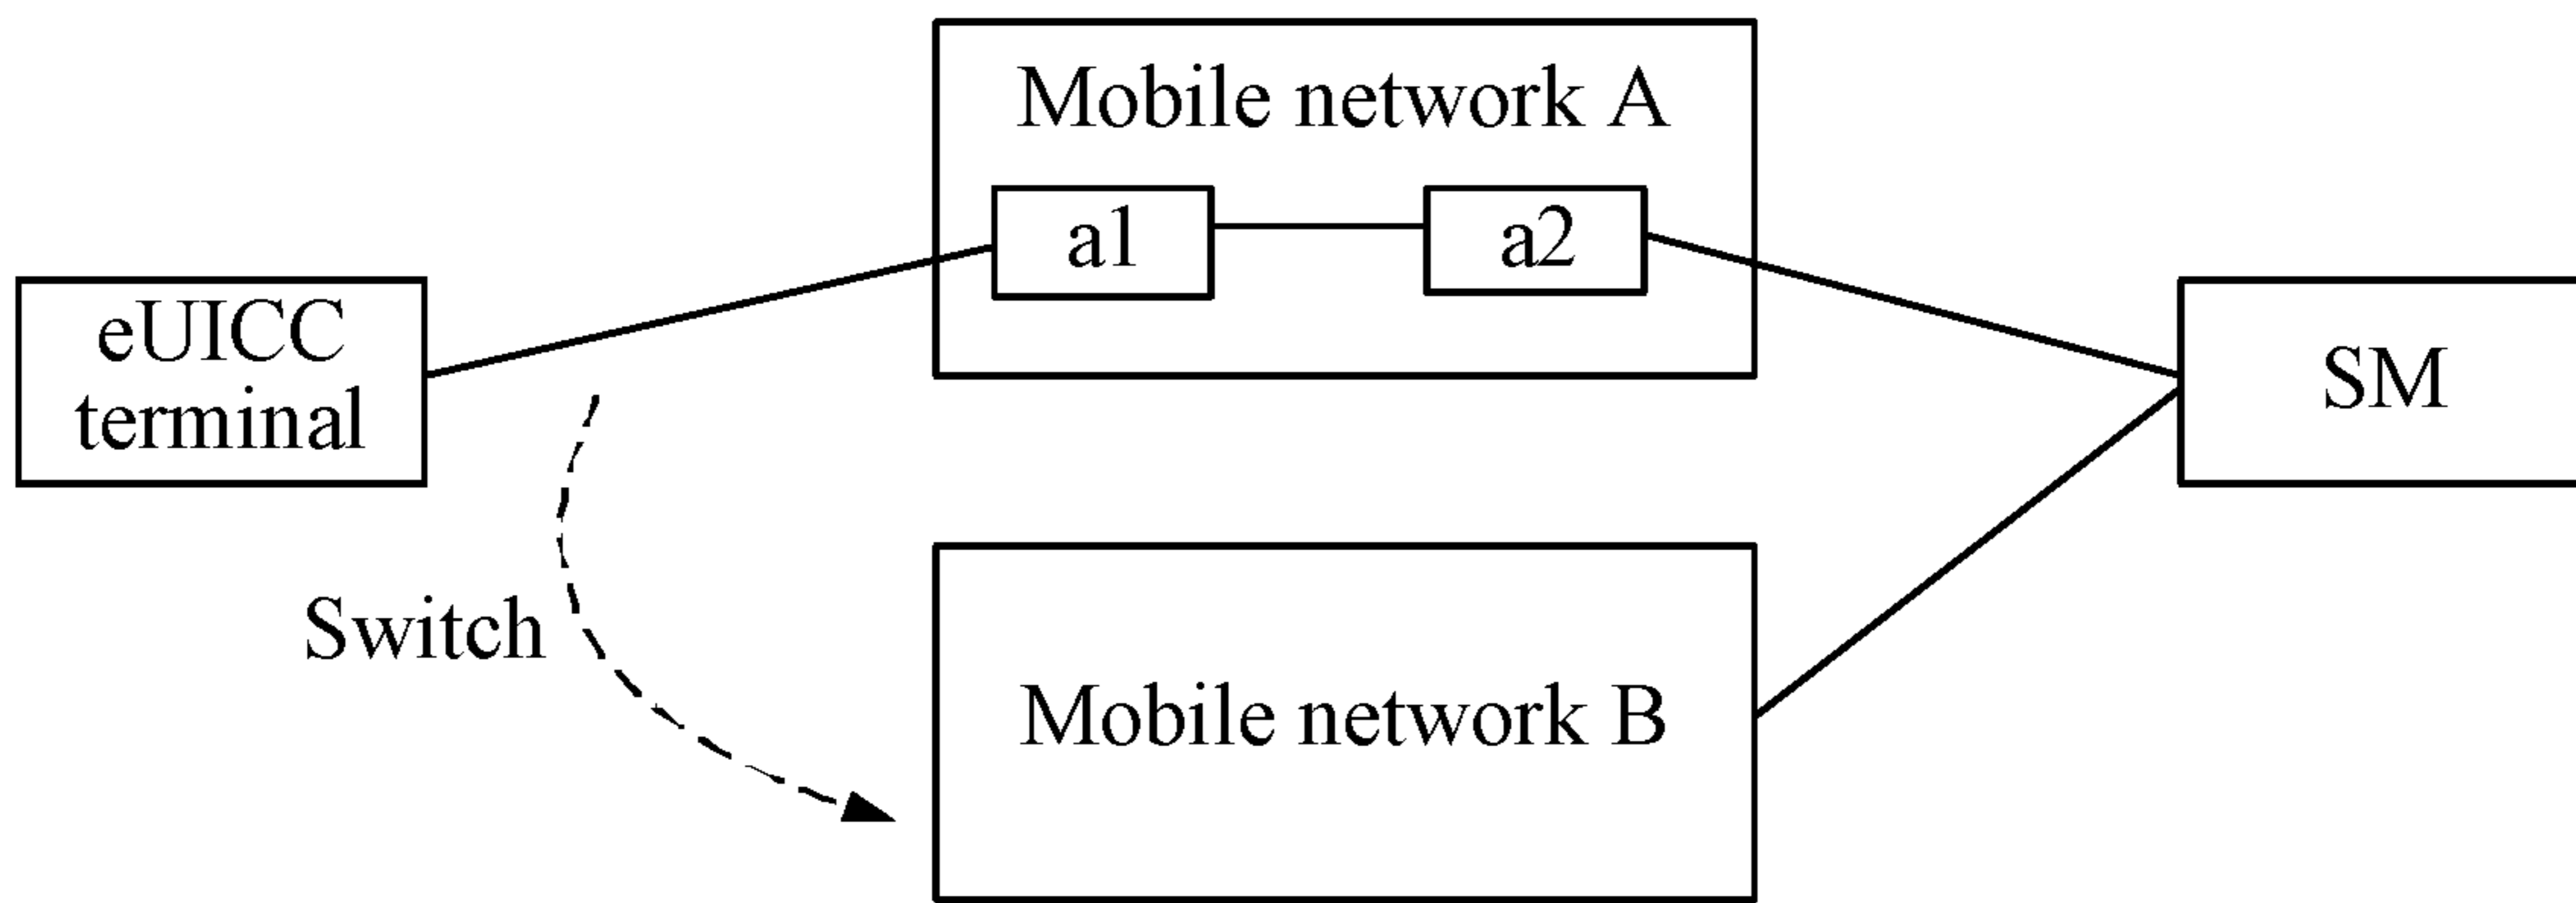 Mobile network A
a1
a2
eUICC
terminal
SM
Switch
Mobile network B